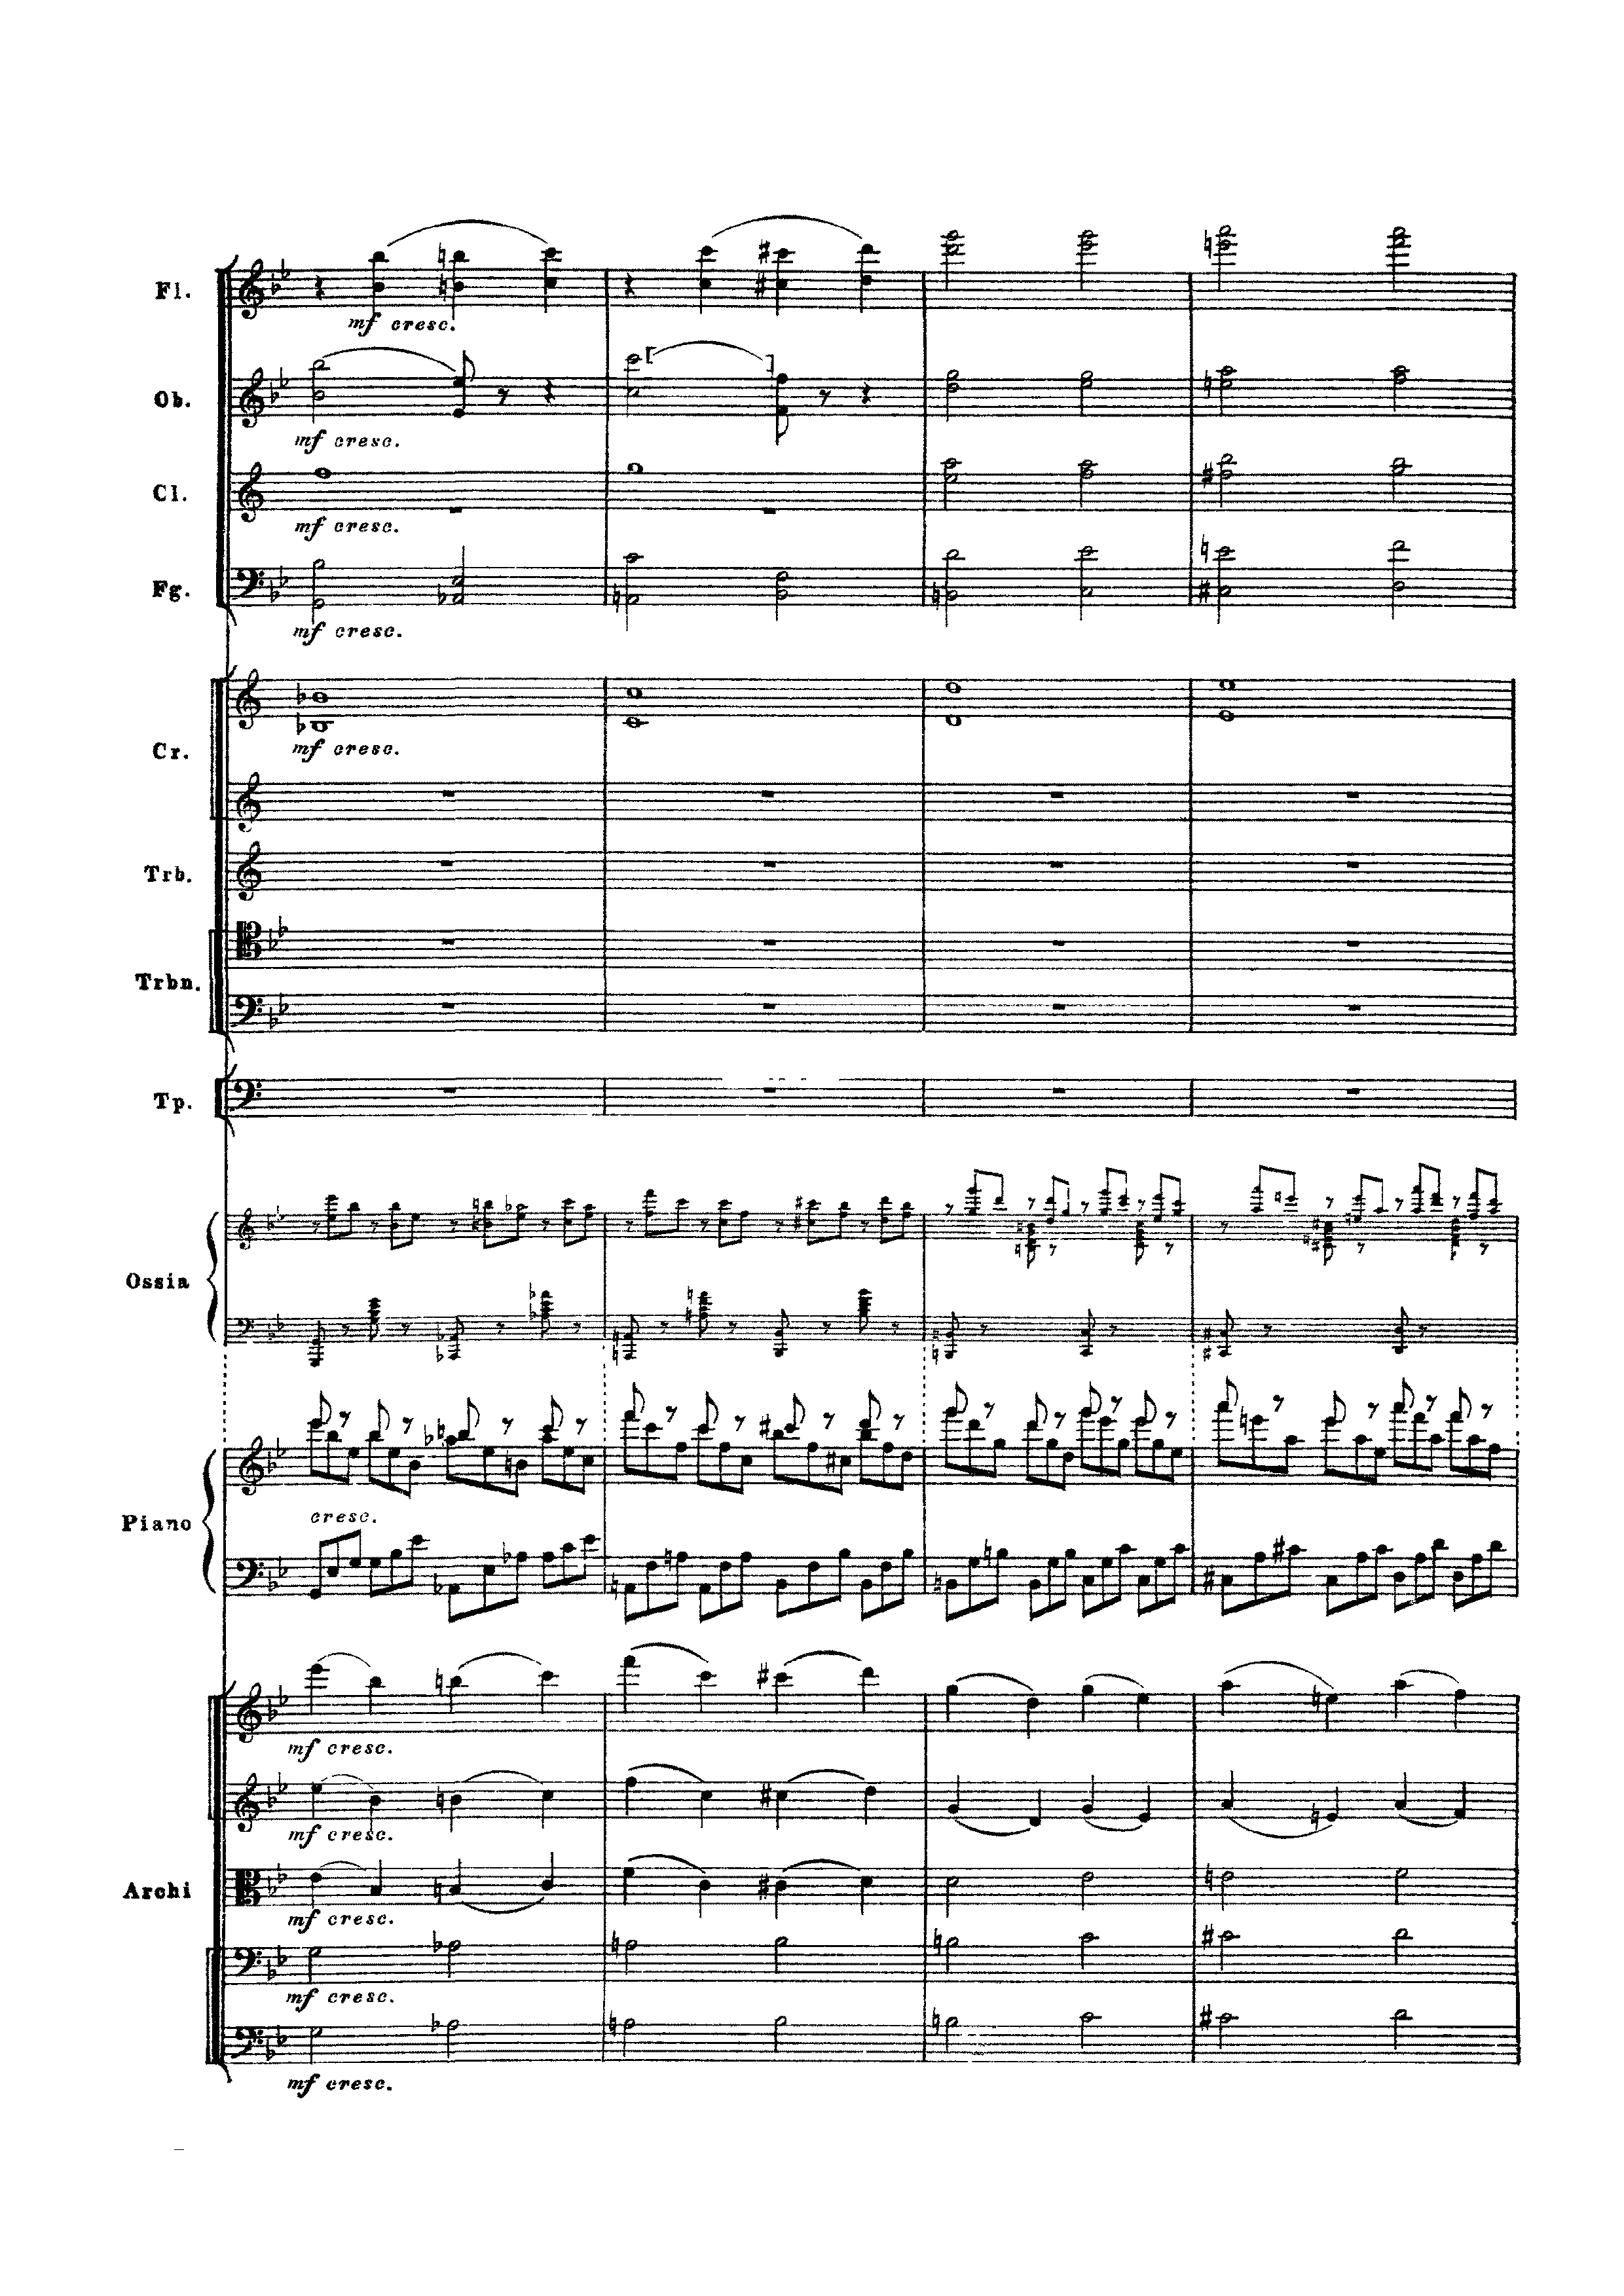 Fl.
mf cresc.
Ob.
mf cresc.
Cl.
mf cresc.
Fg.
mf cresc.
Cr.
mf cresc.
Trb.
Trbn.
Tp.
Ossia
Piano
cresc.
mf cresc.
mf cresc.
Archi
mf cresc.
mf cresc.
mf cresc.